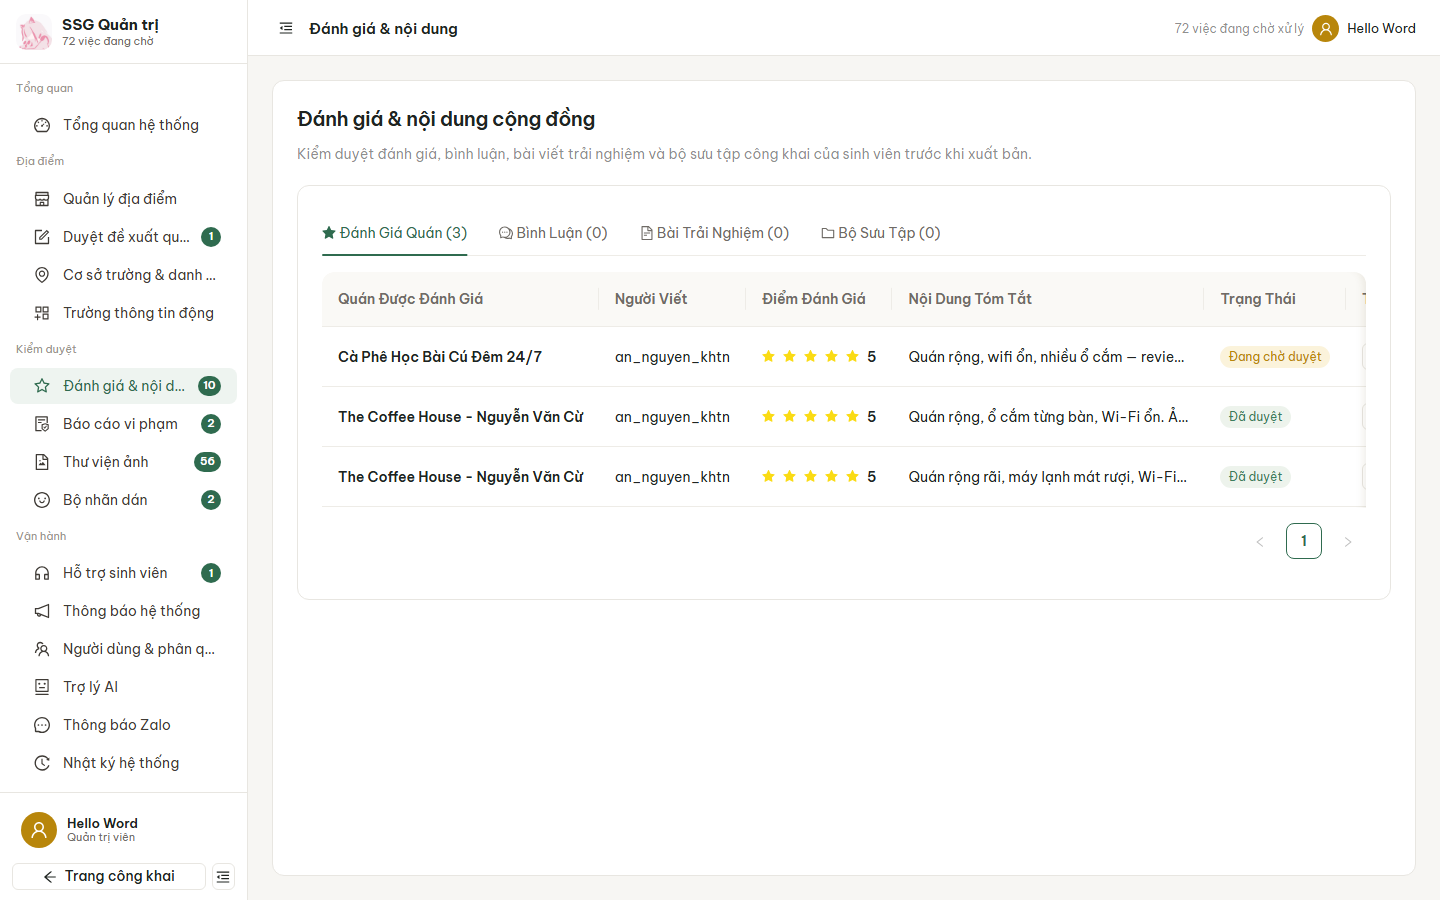 SSG Quản trị
72 việc đang chờ
Tổng quan
Tổng quan hệ thống
Địa điểm
Quản lý địa điểm
Duyệt đề xuất qu... 1
Cơ sở trường & danh ...
Trường thông tin động
Kiểm duyệt
Đánh giá & nội d... 10
Báo cáo vi phạm 2
Thư viện ảnh 56
Bộ nhãn dán 2
Vận hành
Hỗ trợ sinh viên 1
Thông báo hệ thống
Người dùng & phân q...
Trợ lý AI
Thông báo Zalo
Nhật ký hệ thống
Hello Word
Quản trị viên
Trang công khai
Đánh giá & nội dung
72 việc đang chờ xử lý Hello Word
Đánh giá & nội dung cộng đồng
Kiểm duyệt đánh giá, bình luận, bài viết trải nghiệm và bộ sưu tập công khai của sinh viên trước khi xuất bản.
Đánh Giá Quán (3) Bình Luận (0) Bài Trải Nghiệm (0) Bộ Sưu Tập (0)
Quán Được Đánh Giá Người Viết Điểm Đánh Giá Nội Dung Tóm Tắt Trạng Thái
Cà Phê Học Bài Cú Đêm 24/7 an_nguyen_khtn 5 Quán rộng, wifi ổn, nhiều ổ cắm — revie... Đang chờ duyệt
The Coffee House - Nguyễn Văn Cừ an_nguyen_khtn 5 Quán rộng, ổ cắm từng bàn, Wi-Fi ổn. Ả... Đã duyệt
The Coffee House - Nguyễn Văn Cừ an_nguyen_khtn 5 Quán rộng rãi, máy lạnh mát rượi, Wi-Fi... Đã duyệt
1